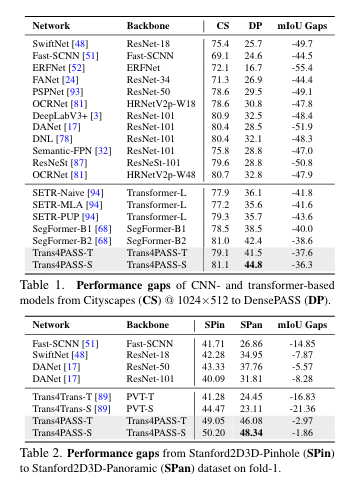 Network Backbone CS DP mIoU Gaps
SwiftNet [48] ResNet-18 75.4 25.7 -49.7
Fast-SCNN [51] Fast-SCNN 69.1 24.6 -44.5
ERFNet [52] ERFNet 72.1 16.7 -55.4
FANet [24] ResNet-34 71.3 26.9 -44.4
PSPNet [93] ResNet-50 78.6 29.5 -49.1
OCRNet [81] HRNetV2p-W18 78.6 30.8 -47.8
DeepLabV3+ [3] ResNet-101 80.9 32.5 -48.4
DANet [17] ResNet-101 80.4 28.5 -51.9
DNL [78] ResNet-101 80.4 32.1 -48.3
Semantic-FPN [32] ResNet-101 75.8 28.8 -47.0
ResNeSt [87] ResNeSt-101 79.6 28.8 -50.8
OCRNet [81] HRNetV2p-W48 80.7 32.8 -47.9
SETR-Naive [94] Transformer-L 77.9 36.1 -41.8
SETR-MLA [94] Transformer-L 77.2 35.6 -41.6
SETR-PUP [94] Transformer-L 79.3 35.7 -43.6
SegFormer-B1 [68] SegFormer-B1 78.5 38.5 -40.0
SegFormer-B2 [68] SegFormer-B2 81.0 42.4 -38.6
Trans4PASS-T Trans4PASS-T 79.1 41.5 -37.6
Trans4PASS-S Trans4PASS-S 81.1 44.8 -36.3
Table 1. Performance gaps of CNN- and transformer-based
models from Cityscapes (CS) @ 1024×512 to DensePASS (DP).
Network Backbone SPin SPan mIoU Gaps
Fast-SCNN [51] Fast-SCNN 41.71 26.86 -14.85
SwiftNet [48] ResNet-18 42.28 34.95 -7.87
DANet [17] ResNet-50 43.33 37.76 -5.57
DANet [17] ResNet-101 40.09 31.81 -8.28
Trans4Trans-T [89] PVT-T 41.28 24.45 -16.83
Trans4Trans-S [89] PVT-S 44.47 23.11 -21.36
Trans4PASS-T Trans4PASS-T 49.05 46.08 -2.97
Trans4PASS-S Trans4PASS-S 50.20 48.34 -1.86
Table 2. Performance gaps from Stanford2D3D-Pinhole (SPin)
to Stanford2D3D-Panoramic (SPan) dataset on fold-1.